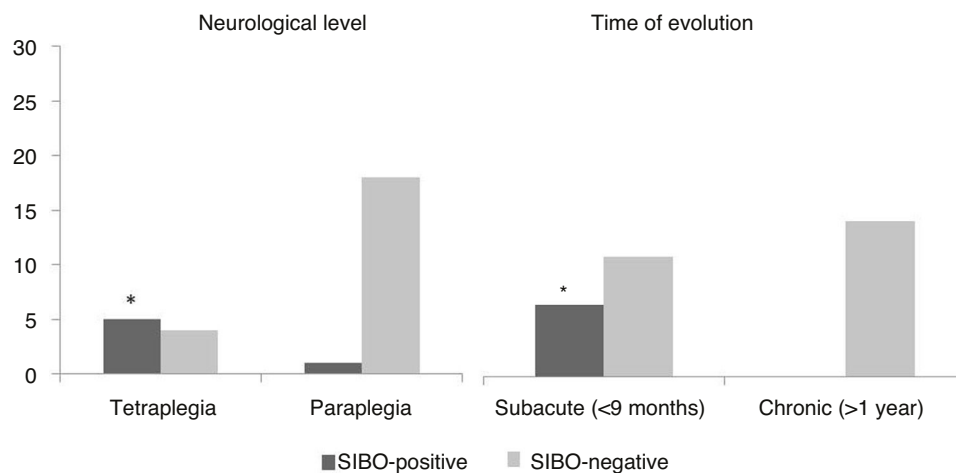 Neurological level
Time of evolution
30
25
20
15
10
5
0
*
*
Tetraplegia
Paraplegia
Subacute (<9 months)
Chronic (>1 year)
SIBO-positive
SIBO-negative